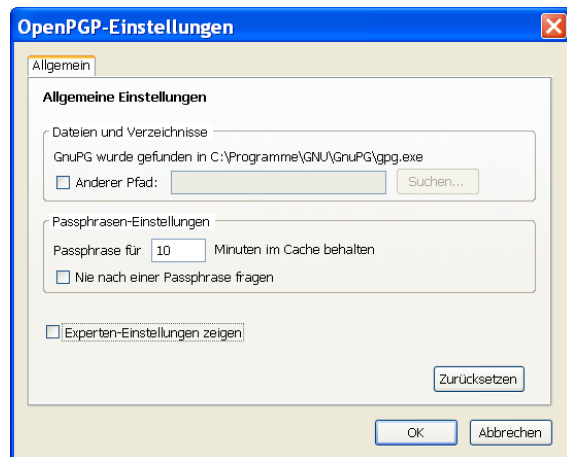 OpenPGP-Einstellungen
Allgemein
Allgemeine Einstellungen
Dateien und Verzeichnisse
GnuPG wurde gefunden in C:\Programme\GNU\GnuPG\gpg.exe
Anderer Pfad: Suchen...
Passphrasen-Einstellungen
Passphrase für 10 Minuten im Cache behalten
Nie nach einer Passphrase fragen
Experten-Einstellungen zeigen
Zurücksetzen
OK Abbrechen